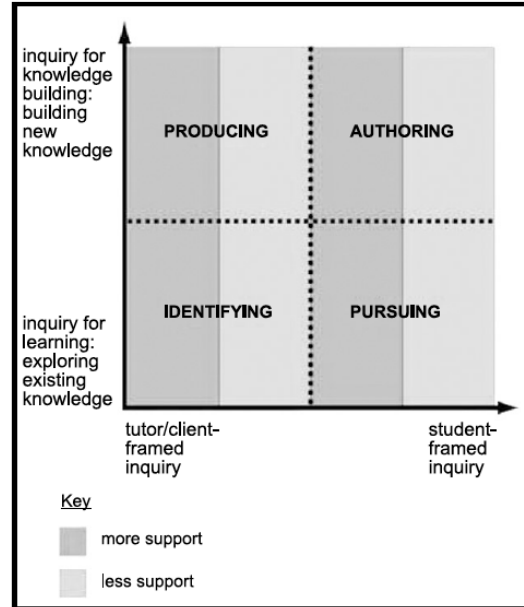 inquiry for
knowledge
building:
building
new
knowledge
PRODUCING
AUTHORING
IDENTIFYING
PURSUING
inquiry for
learning:
exploring
existing
knowledge
tutor/client-
framed
inquiry
student-
framed
inquiry
Key
more support
less support